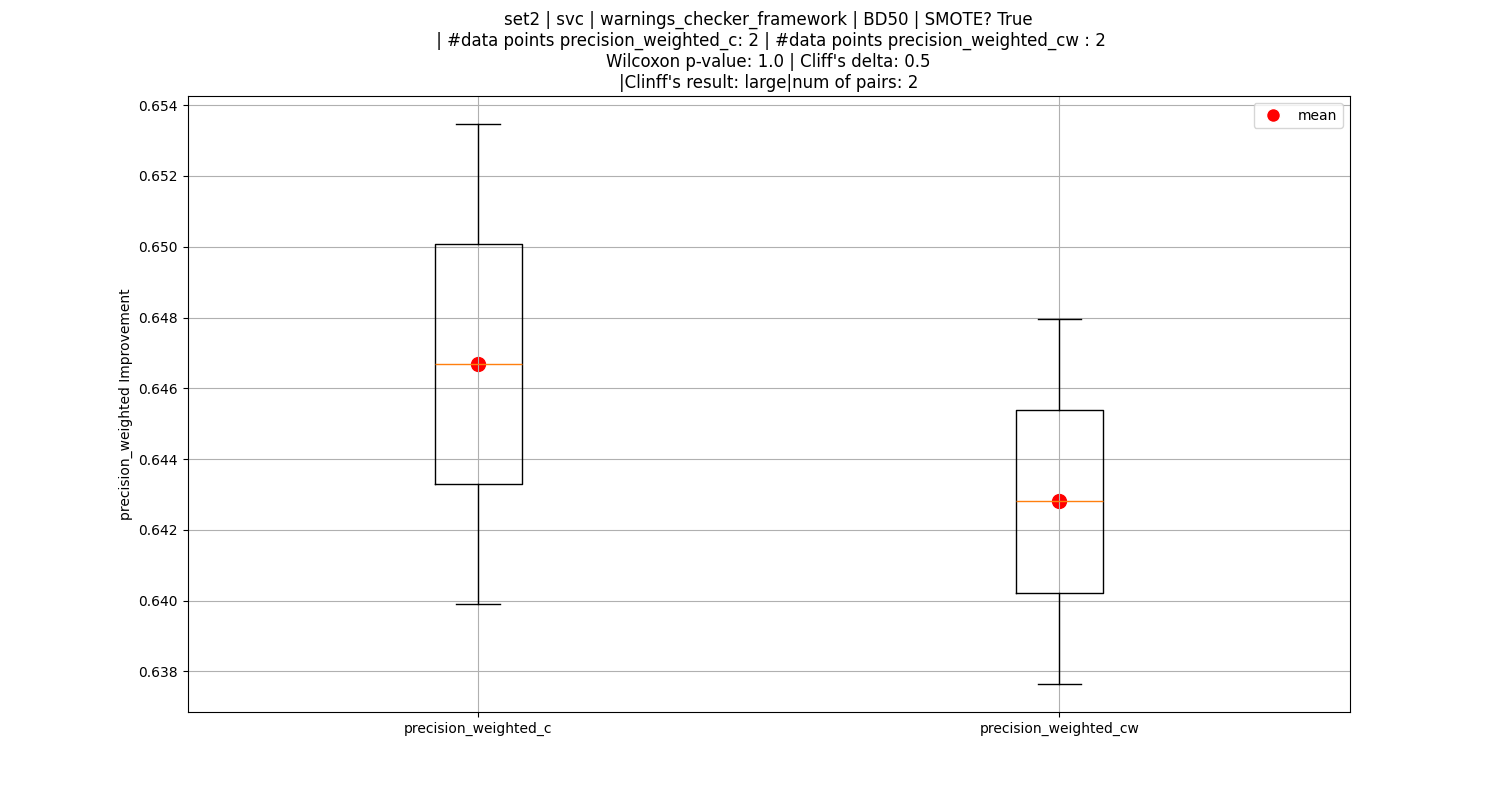 set2 | svc | warnings_checker_framework | BD50 | SMOTE? True
| #data points precision_weighted_c: 2 | #data points precision_weighted_cw : 2
Wilcoxon p-value: 1.0 | Cliff's delta: 0.5
|Clinff's result: large|num of pairs: 2
mean
precision_weighted Improvement
0.654
0.652
0.650
0.648
0.646
0.644
0.642
0.640
0.638
precision_weighted_c
precision_weighted_cw